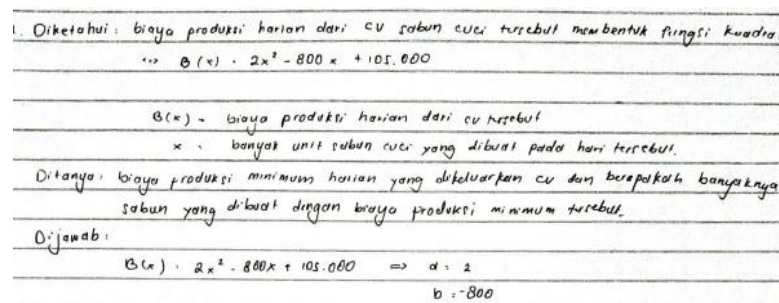 1. Diketahui : biaya produksi harian dari CV sabun cuci tersebut membentuk fungsi kuadra
<=> B(x) = 2x² - 800x + 105.000
B(x) = biaya produksi harian dari cv tersebut
x = banyak unit sabun cuci yang dibuat pada hari tersebut.
Ditanya : biaya produksi minimum harian yang dikeluarkan cv dan berapakah banyaknya
sabun yang dibuat dengan biaya produksi minimum tersebut.
Dijawab :
B(x) = 2x² - 800x + 105.000 => a = 2
b = -800